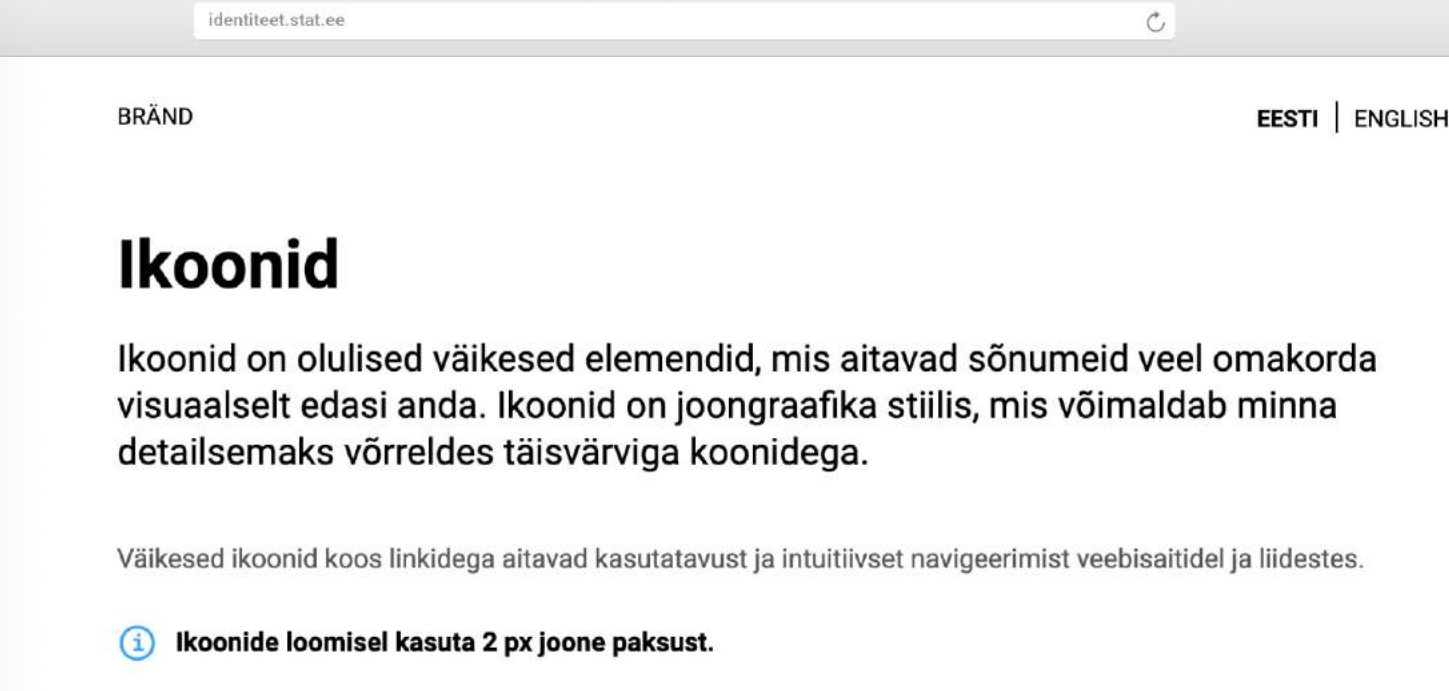 identiteet.stat.ee
BRÄND
EESTI | ENGLISH
Ikoonid
Ikoonid on olulised väikesed elemendid, mis aitavad sõnumeid veel omakorda
visuaalselt edasi anda. Ikoonid on joongraafika stiilis, mis võimaldab minna
detailsemaks võrreldes täisvärviga koonidega.
Väikesed ikoonid koos linkidega aitavad kasutatavust ja intuitiivset navigeerimist veebisaitidel ja liidestes.
Ikoonide loomisel kasuta 2 px joone paksust.